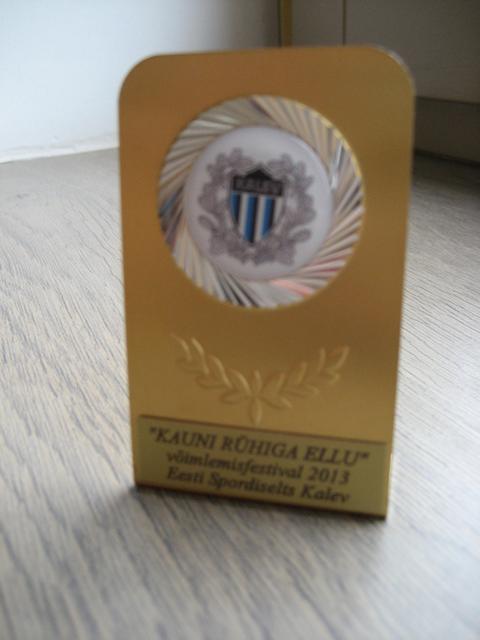 KALEV
"KAUNI RÜHIGA ELLU"
võimlemisfestival 2013
Eesti Spordiselts Kalev